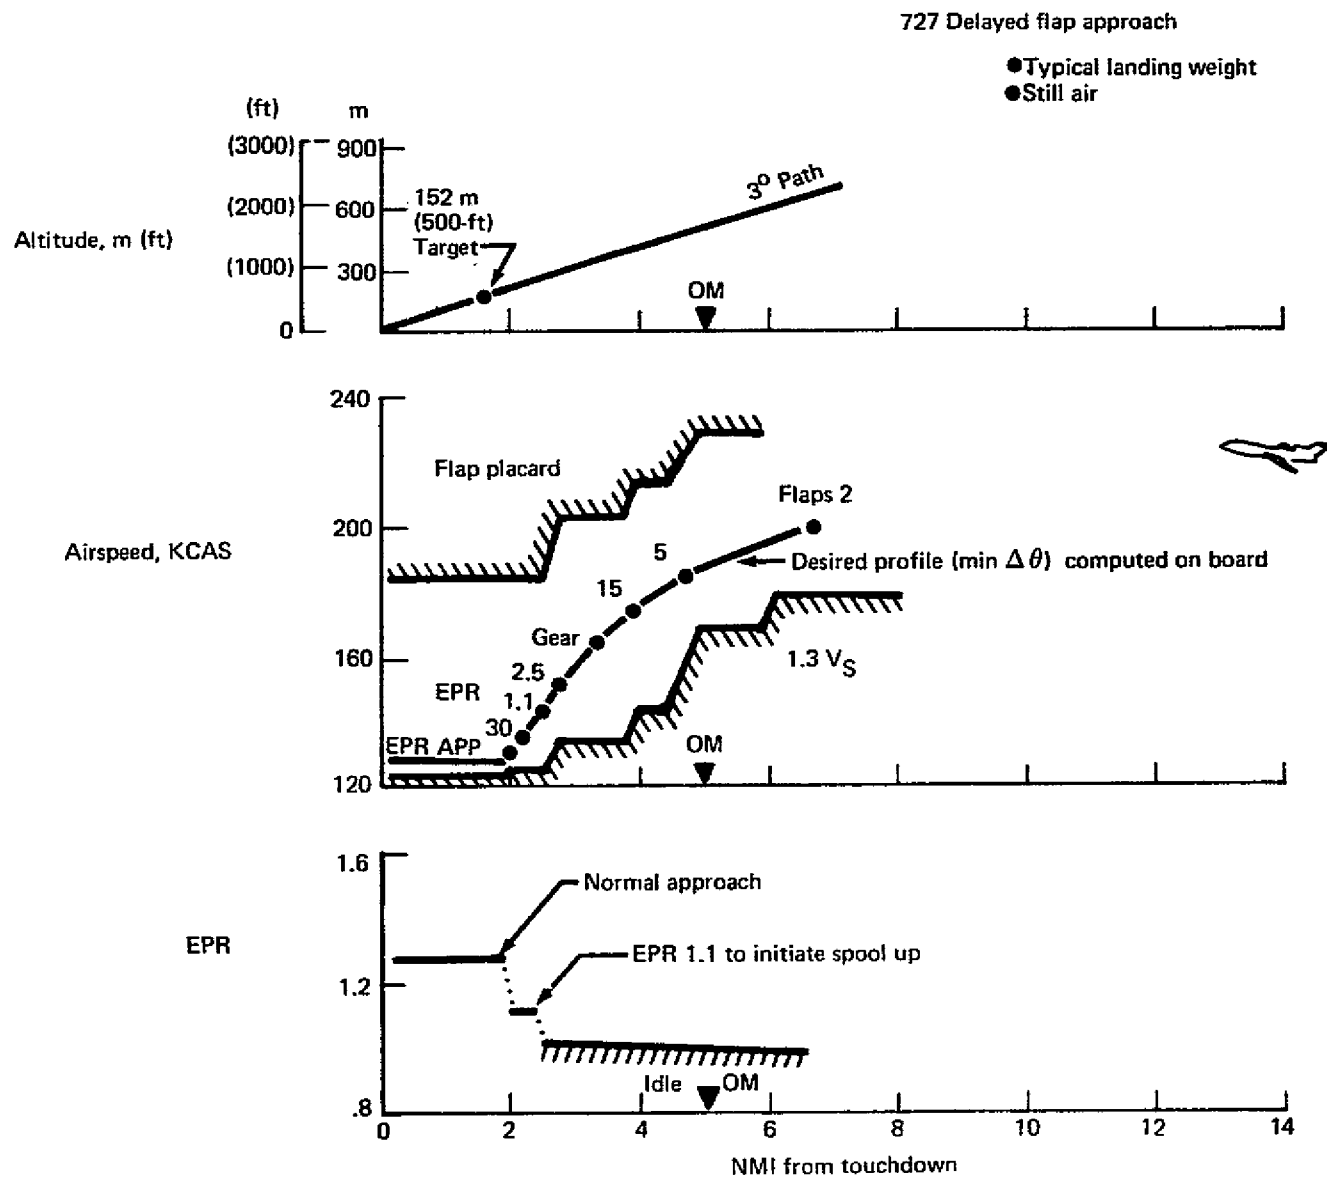 727 Delayed flap approach
●Typical landing weight
●Still air
(ft) m
(3000) 900
(2000) 600
(1000) 300
0
Altitude, m (ft)
152 m
(500-ft)
Target
3° Path
OM
240
200
160
120
Airspeed, KCAS
Flap placard
Flaps 2
5
Desired profile (min Δ θ) computed on board
15
Gear
2.5
EPR
1.1
30
EPR APP
1.3 VS
OM
1.6
1.2
.8
EPR
Normal approach
EPR 1.1 to initiate spool up
Idle OM
0 2 4 6 8 10 12 14
NMI from touchdown